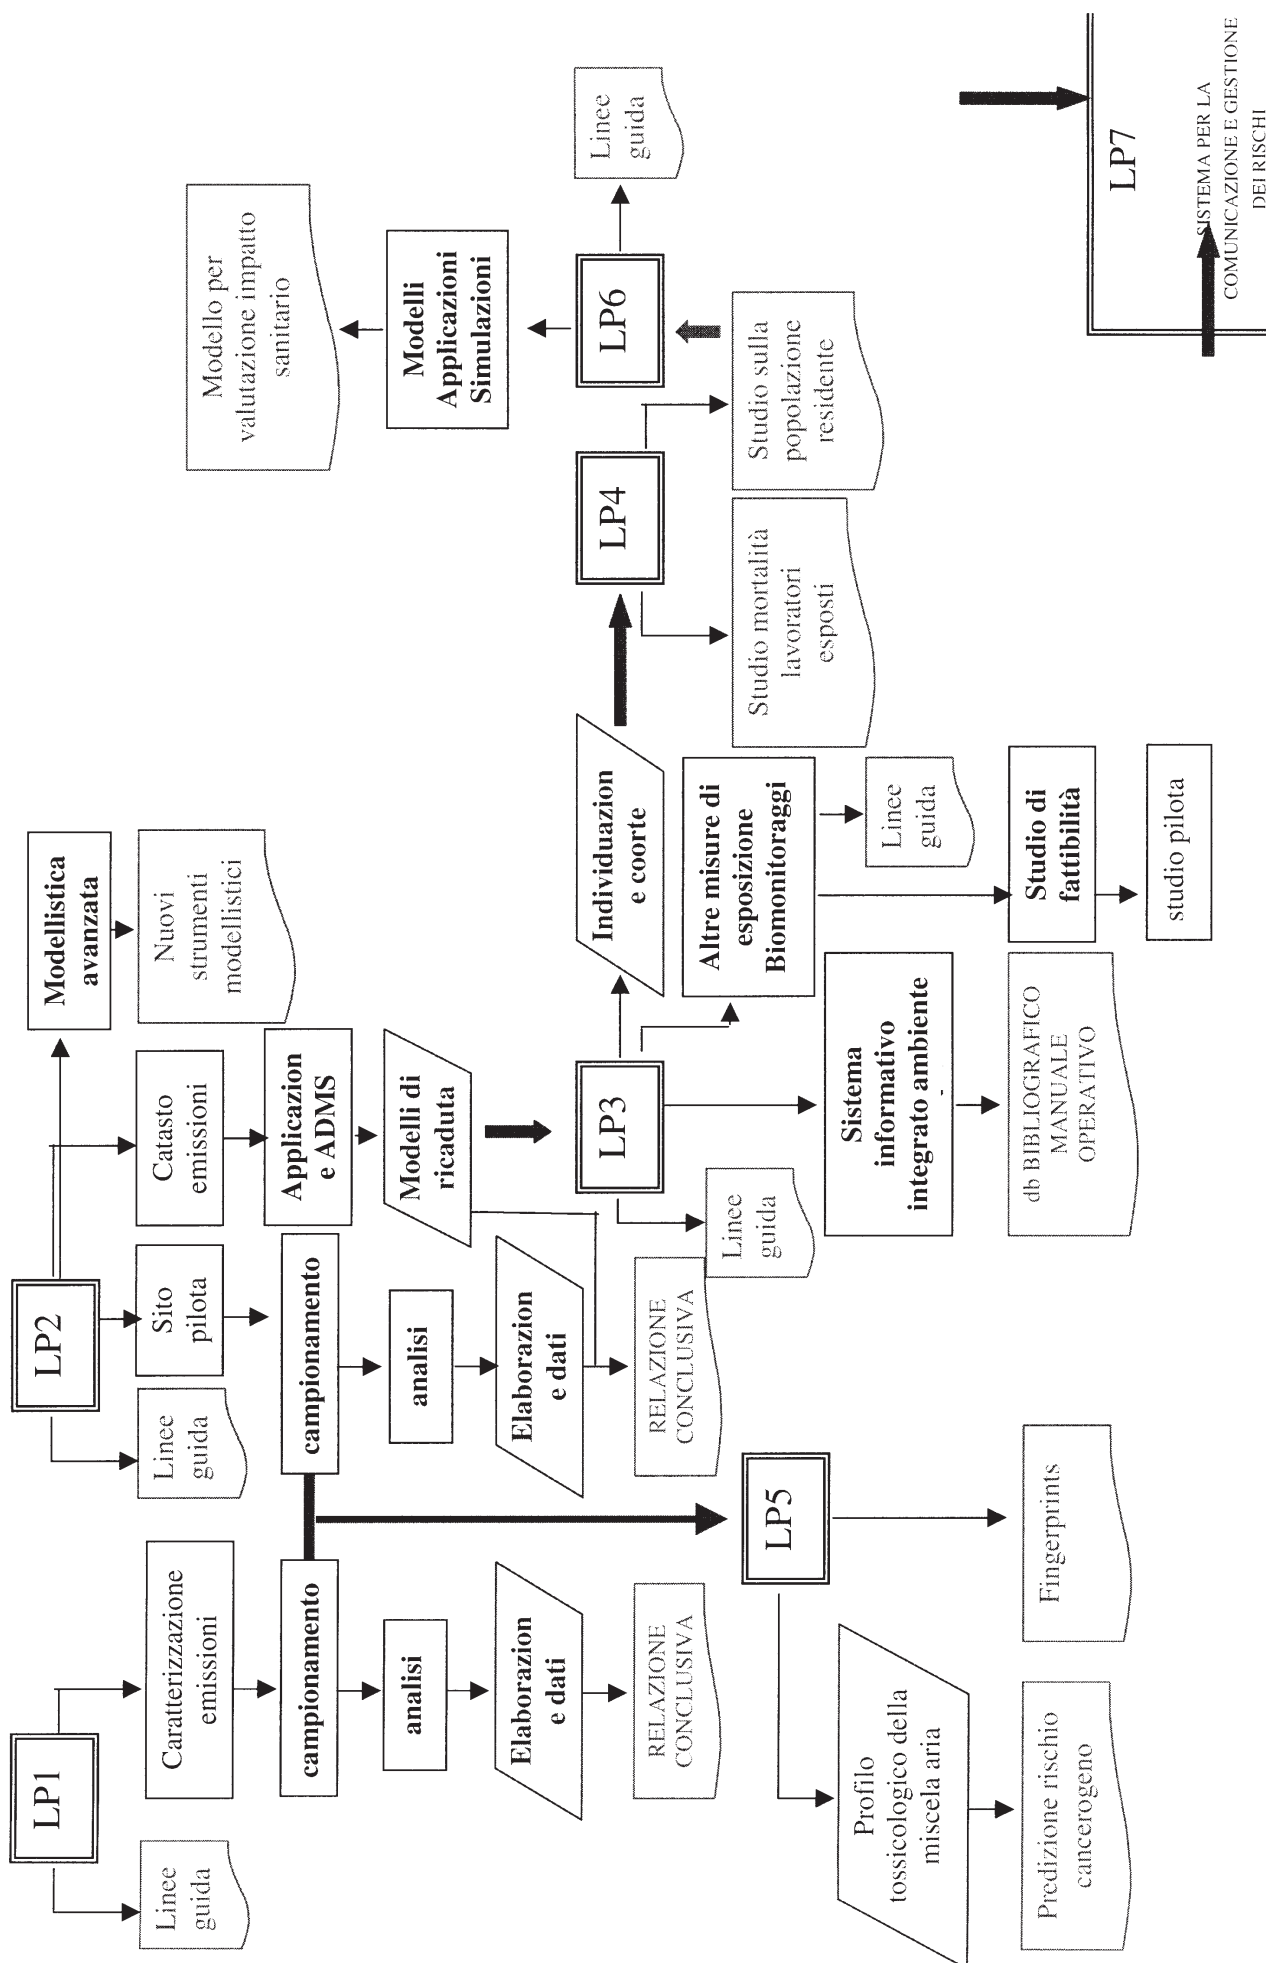 LP1
Linee
guida
Caratterizzazione
emissioni
campionamento
analisi
Elaborazion
e dati
RELAZIONE
CONCLUSIVA
LP2
Linee
guida
Sito
pilota
campionamento
analisi
Elaborazion
e dati
RELAZIONE
CONCLUSIVA
Catasto
emissioni
Applicazion
e ADMS
Modelli di
ricaduta
Modellistica
avanzata
Nuovi
strumenti
modellistici
LP5
Profilo
tossicologico della
miscela aria
Predizione rischio
cancerogeno
Fingerprints
LP3
Linee
guida
Sistema
informativo
integrato ambiente
db BIBLIOGRAFICO
MANUALE
OPERATIVO
Individuazion
e coorte
Altre misure di
esposizione
Biomonitoraggi
Linee
guida
Studio di
fattibilità
studio pilota
LP4
Studio mortalità
lavoratori
esposti
Studio sulla
popolazione
residente
LP6
Linee
guida
Modelli
Applicazioni
Simulazioni
Modello per
valutazione impatto
sanitario
LP7
SISTEMA PER LA
COMUNICAZIONE E GESTIONE
DEI RISCHI